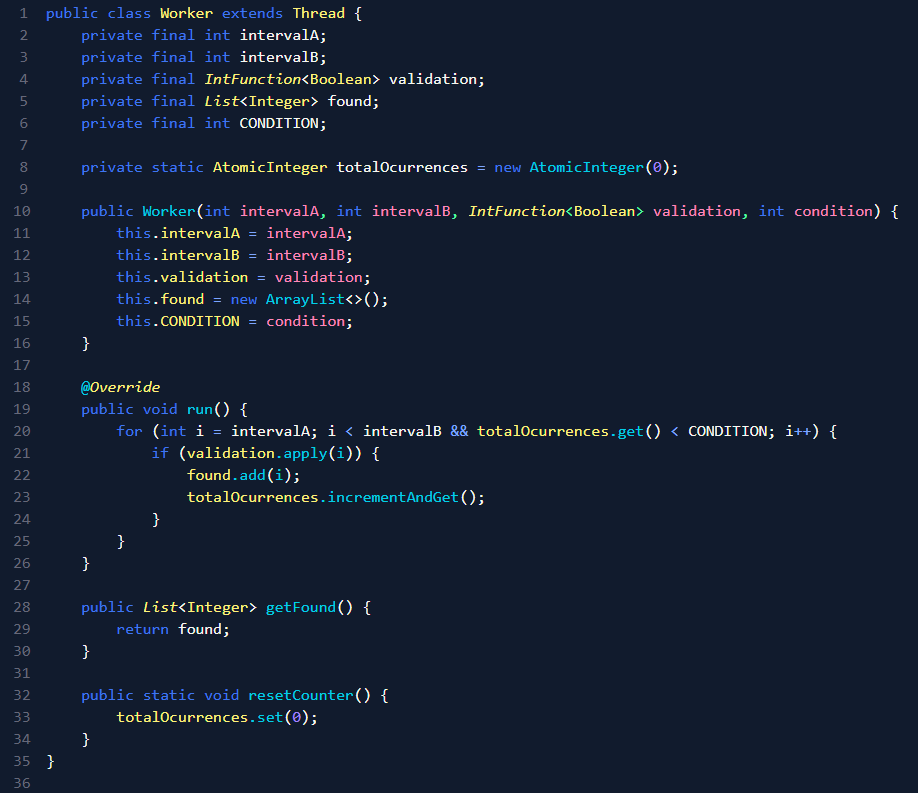 1 public class Worker extends Thread {
2     private final int intervalA;
3     private final int intervalB;
4     private final IntFunction<Boolean> validation;
5     private final List<Integer> found;
6     private final int CONDITION;
7
8     private static AtomicInteger totalOcurrences = new AtomicInteger(0);
9
10     public Worker(int intervalA, int intervalB, IntFunction<Boolean> validation, int condition) {
11         this.intervalA = intervalA;
12         this.intervalB = intervalB;
13         this.validation = validation;
14         this.found = new ArrayList<>();
15         this.CONDITION = condition;
16     }
17
18     @Override
19     public void run() {
20         for (int i = intervalA; i < intervalB && totalOcurrences.get() < CONDITION; i++) {
21             if (validation.apply(i)) {
22                 found.add(i);
23                 totalOcurrences.incrementAndGet();
24             }
25         }
26     }
27
28     public List<Integer> getFound() {
29         return found;
30     }
31
32     public static void resetCounter() {
33         totalOcurrences.set(0);
34     }
35 }
36